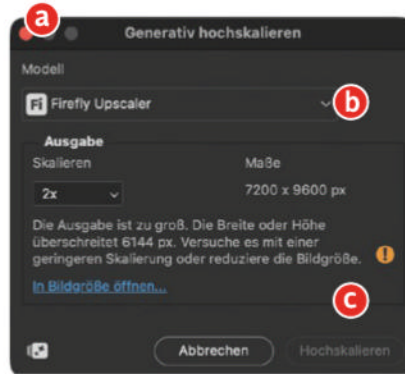 a
Generativ hochskalieren
Modell
Fi Firefly Upscaler
b
Ausgabe
Skalieren Maße
2x 7200 x 9600 px
Die Ausgabe ist zu groß. Die Breite oder Höhe
überschreitet 6144 px. Versuche es mit einer
geringeren Skalierung oder reduziere die Bildgröße.
!
In Bildgröße öffnen...
c
Abbrechen Hochskalieren